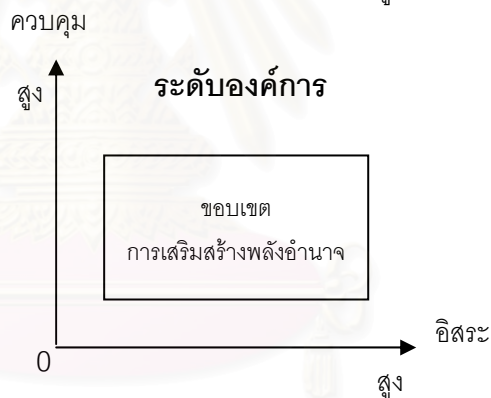 ควบคุม
สูง
ระดับองค์การ
ขอบเขต
การเสริมสร้างพลังอำนาจ
อิสระ
0
สูง